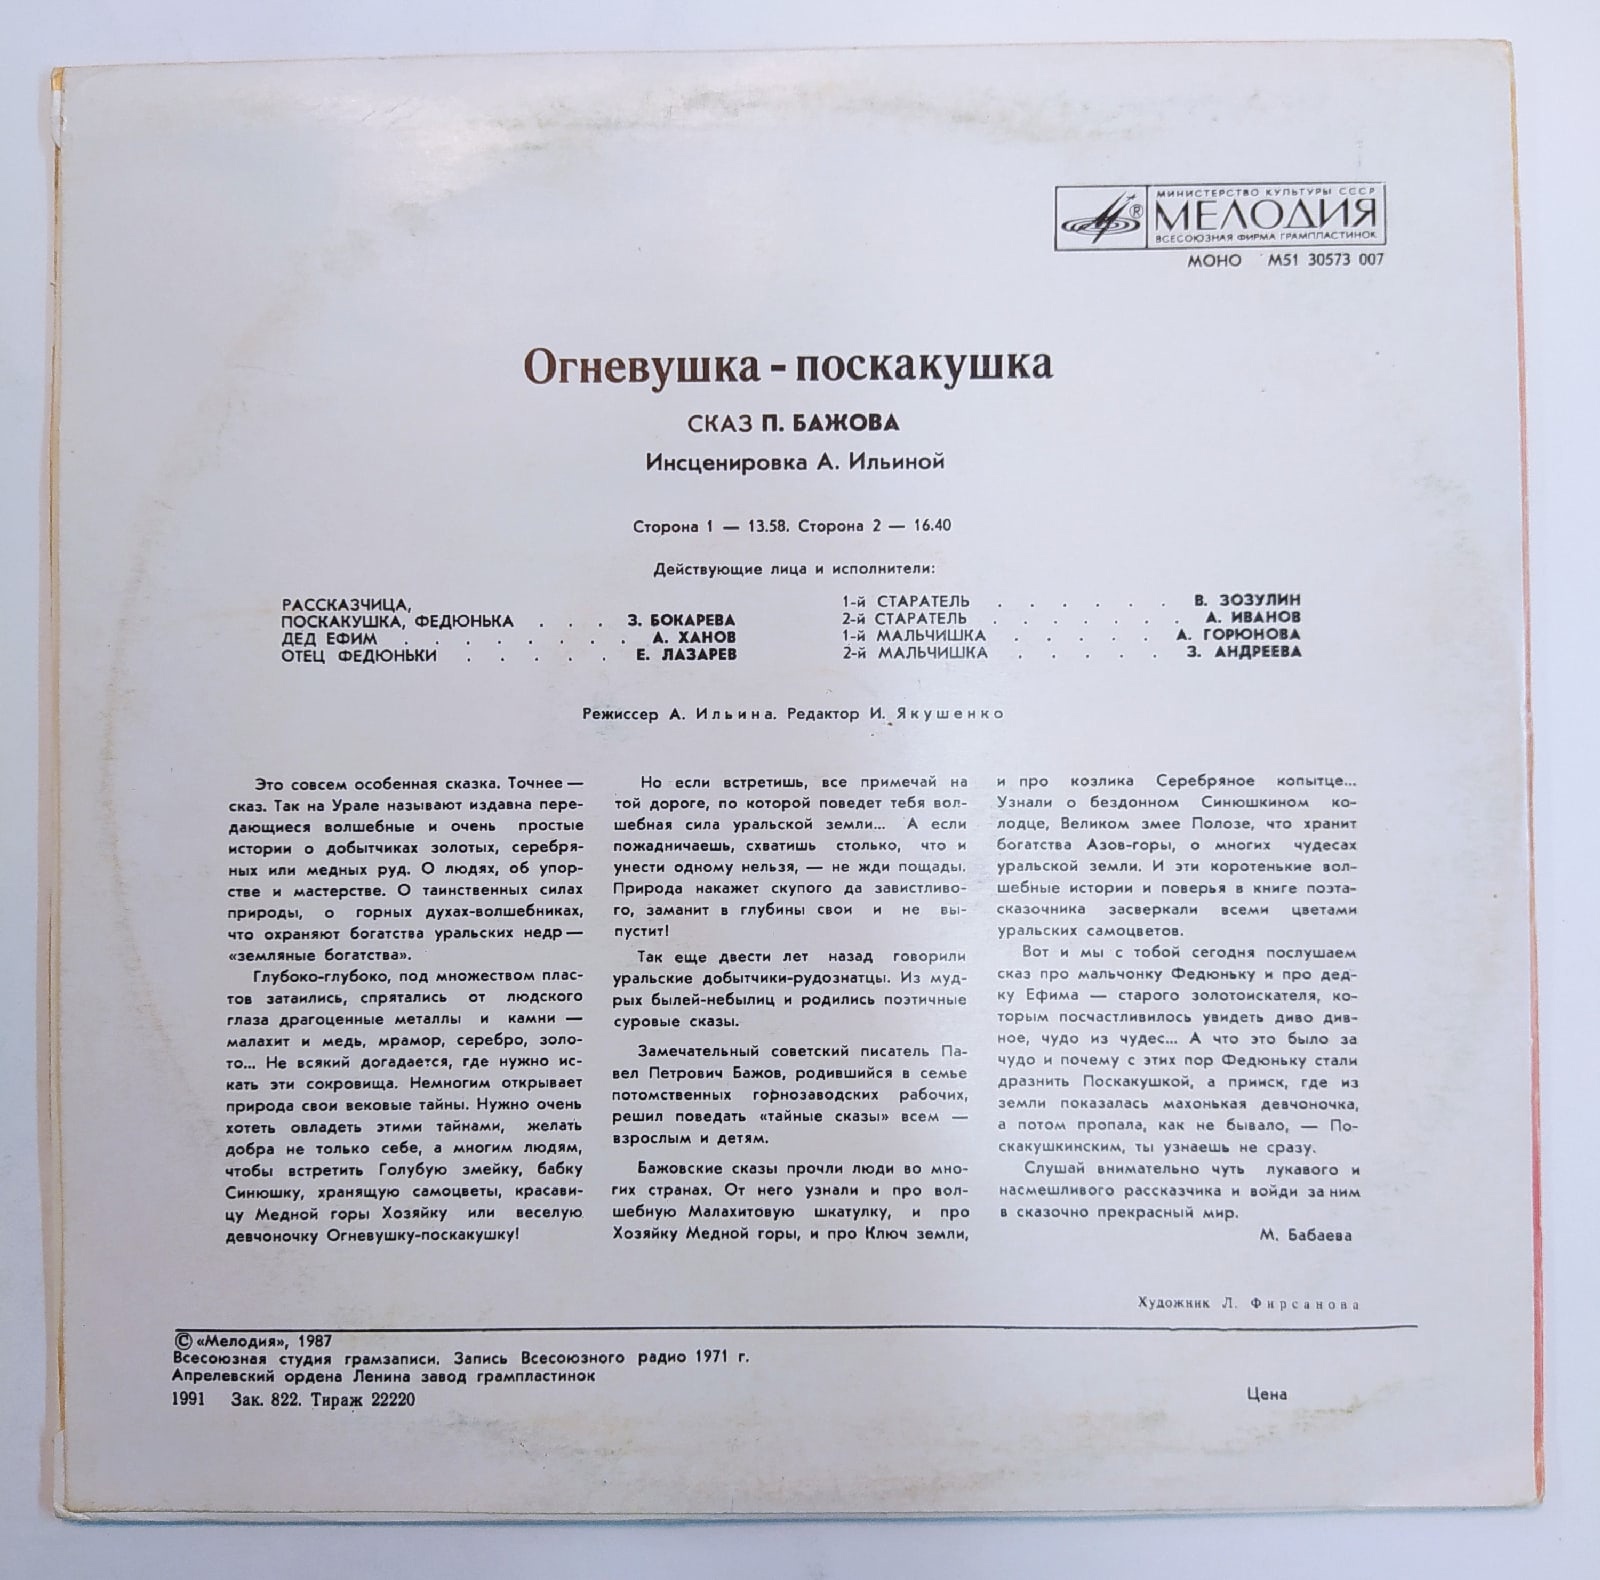 МИНИСТЕРСТВО КУЛЬТУРЫ СССР
МЕЛОДИЯ
ВСЕСОЮЗНАЯ ФИРМА ГРАМПЛАСТИНОК
МОНО М51 30573 007
Огневушка - поскакушка
СКАЗ П. БАЖОВА
Инсценировка А. Ильиной
Сторона 1 — 13.58. Сторона 2 — 16.40
Действующие лица и исполнители:
РАССКАЗЧИЦА,
ПОСКАКУШКА, ФЕДЮНЬКА . . . З. БОКАРЕВА
ДЕД ЕФИМ . . . . . . . А. ХАНОВ
ОТЕЦ ФЕДЮНЬКИ . . . . . Е. ЛАЗАРЕВ
1-й СТАРАТЕЛЬ . . . . . . В. ЗОЗУЛИН
2-й СТАРАТЕЛЬ . . . . . . А. ИВАНОВ
1-й МАЛЬЧИШКА . . . . . А. ГОРЮНОВА
2-й МАЛЬЧИШКА . . . . . З. АНДРЕЕВА
Режиссер А. Ильина. Редактор И. Якушенко
Это совсем особенная сказка. Точнее —
сказ. Так на Урале называют издавна пере-
дающиеся волшебные и очень простые
истории о добытчиках золотых, серебря-
ных или медных руд. О людях, об упор-
стве и мастерстве. О таинственных силах
природы, о горных духах-волшебниках,
что охраняют богатства уральских недр —
«земляные богатства».
Глубоко-глубоко, под множеством плас-
тов затаились, спрятались от людского
глаза драгоценные металлы и камни —
малахит и медь, мрамор, серебро, золо-
то... Не всякий догадается, где нужно ис-
кать эти сокровища. Немногим открывает
природа свои вековые тайны. Нужно очень
хотеть овладеть этими тайнами, желать
добра не только себе, а многим людям,
чтобы встретить Голубую змейку, бабку
Синюшку, хранящую самоцветы, красави-
цу Медной горы Хозяйку или веселую
девчоночку Огневушку-поскакушку!
Но если встретишь, все примечай на
той дороге, по которой поведет тебя вол-
шебная сила уральской земли... А если
пожадничаешь, схватишь столько, что и
унести одному нельзя, — не жди пощады.
Природа накажет скупого да завистливо-
го, заманит в глубины свои и не вы-
пустит!
Так еще двести лет назад говорили
уральские добытчики-рудознатцы. Из муд-
рых былей-небылиц и родились поэтичные
суровые сказы.
Замечательный советский писатель Па-
вел Петрович Бажов, родившийся в семье
потомственных горнозаводских рабочих,
решил поведать «тайные сказы» всем —
взрослым и детям.
Бажовские сказы прочли люди во мно-
гих странах. От него узнали и про вол-
шебную Малахитовую шкатулку, и про
Хозяйку Медной горы, и про Ключ земли,
и про козлика Серебряное копытце...
Узнали о бездонном Синюшкином ко-
лодце, Великом змее Полозе, что хранит
богатства Азов-горы, о многих чудесах
уральской земли. И эти коротенькие вол-
шебные истории и поверья в книге поэта-
сказочника засверкали всеми цветами
уральских самоцветов.
Вот и мы с тобой сегодня послушаем
сказ про мальчонку Федюньку и про дед-
ку Ефима — старого золотоискателя, ко-
торым посчастливилось увидеть диво див-
ное, чудо из чудес... А что это было за
чудо и почему с этих пор Федюньку стали
дразнить Поскакушкой, а прииск, где из
земли показалась махонькая девчоночка,
а потом пропала, как не бывало, — По-
скакушкинским, ты узнаешь не сразу.
Слушай внимательно чуть лукавого и
насмешливого рассказчика и войди за ним
в сказочно прекрасный мир.
М. Бабаева
Художник Л. Фирсанова
© «Мелодия», 1987
Всесоюзная студия грамзаписи. Запись Всесоюзного радио 1971 г.
Апрелевский ордена Ленина завод грампластинок
1991 Зак. 822. Тираж 22220
Цена